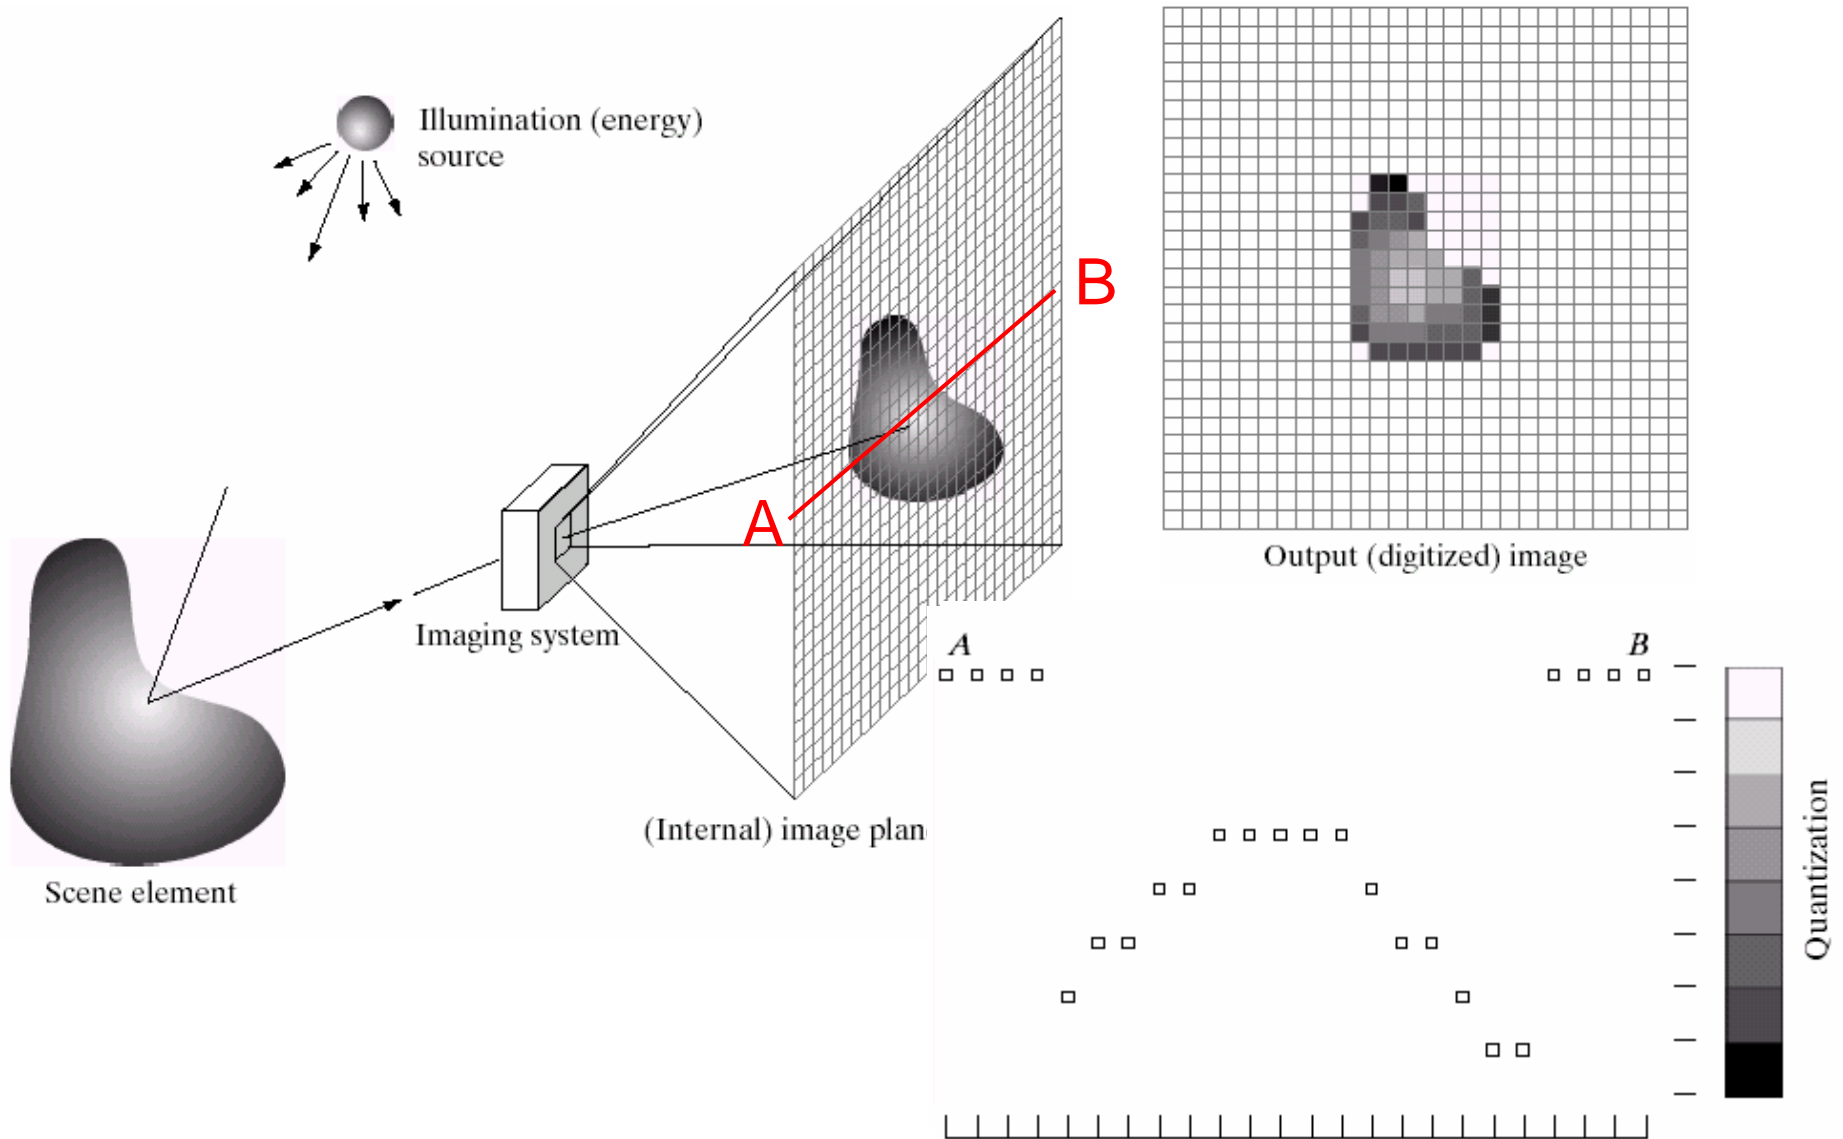 Illumination (energy)
source
B
A
Output (digitized) image
Imaging system
A
B
(Internal) image plan
Scene element
Quantization